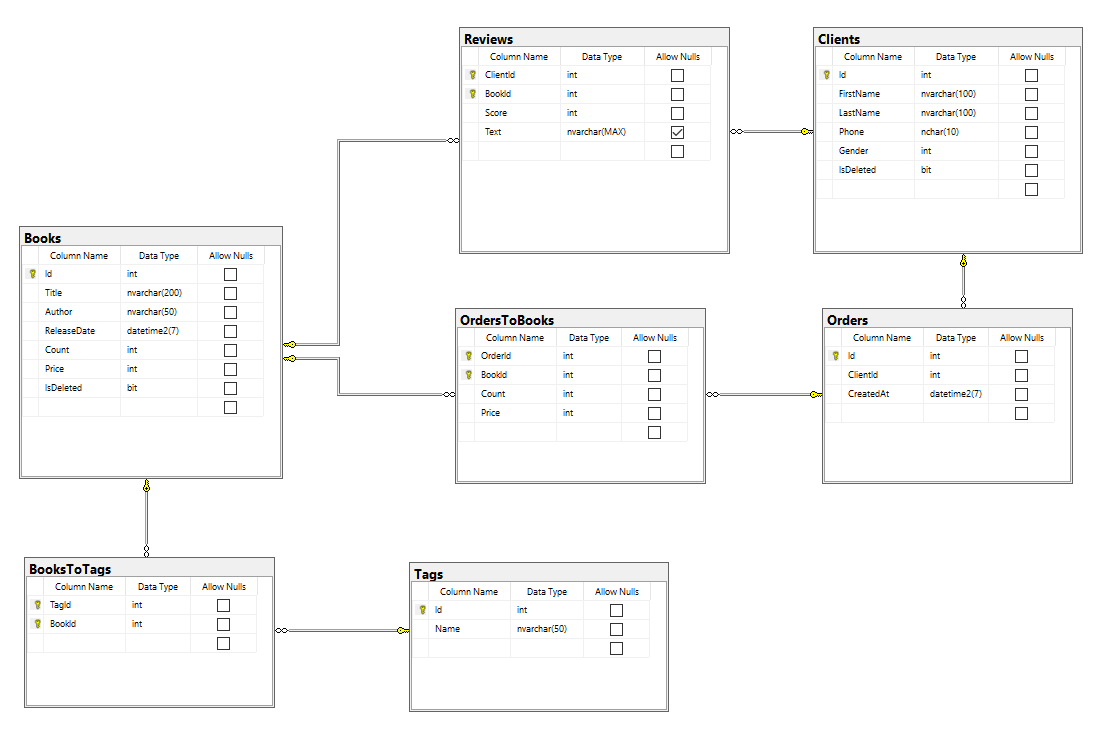 Reviews
Column Name Data Type Allow Nulls
ClientId int
BookId int
Score int
Text nvarchar(MAX)
Clients
Column Name Data Type Allow Nulls
Id int
FirstName nvarchar(100)
LastName nvarchar(100)
Phone nchar(10)
Gender int
IsDeleted bit
Books
Column Name Data Type Allow Nulls
Id int
Title nvarchar(200)
Author nvarchar(50)
ReleaseDate datetime2(7)
Count int
Price int
IsDeleted bit
OrdersToBooks
Column Name Data Type Allow Nulls
OrderId int
BookId int
Count int
Price int
Orders
Column Name Data Type Allow Nulls
Id int
ClientId int
CreatedAt datetime2(7)
BooksToTags
Column Name Data Type Allow Nulls
TagId int
BookId int
Tags
Column Name Data Type Allow Nulls
Id int
Name nvarchar(50)